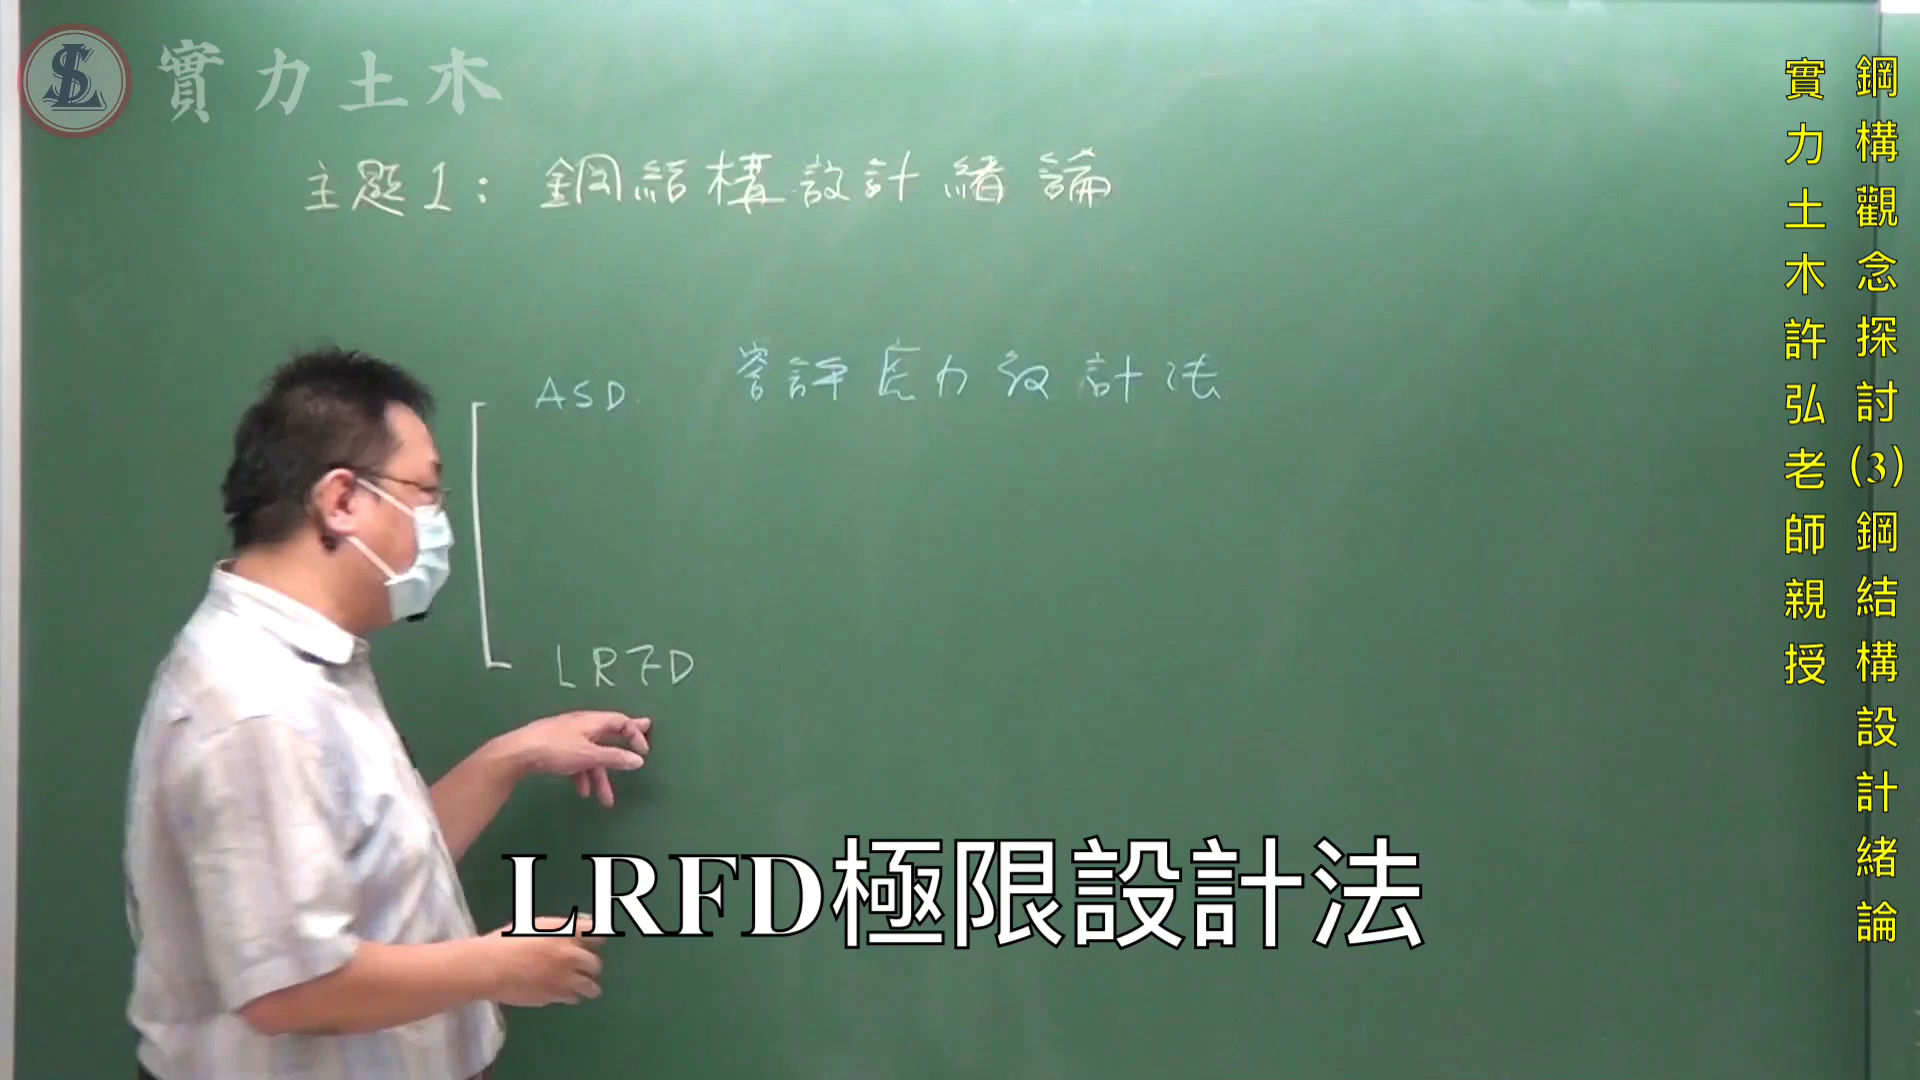 實力土木
主題1：鋼結構設計緒論
ASD. 容許應力設計法
LRFD
LRFD極限設計法
鋼構觀念探討(3)鋼結構設計緒論
實力土木許弘老師親授